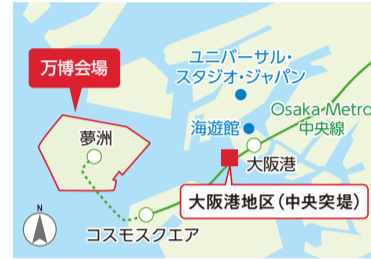 万博会場
ユニバーサル・
スタジオ・ジャパン
Osaka Metro
中央線
海遊館
夢洲
大阪港
大阪港地区(中央突堤)
コスモスクエア
N